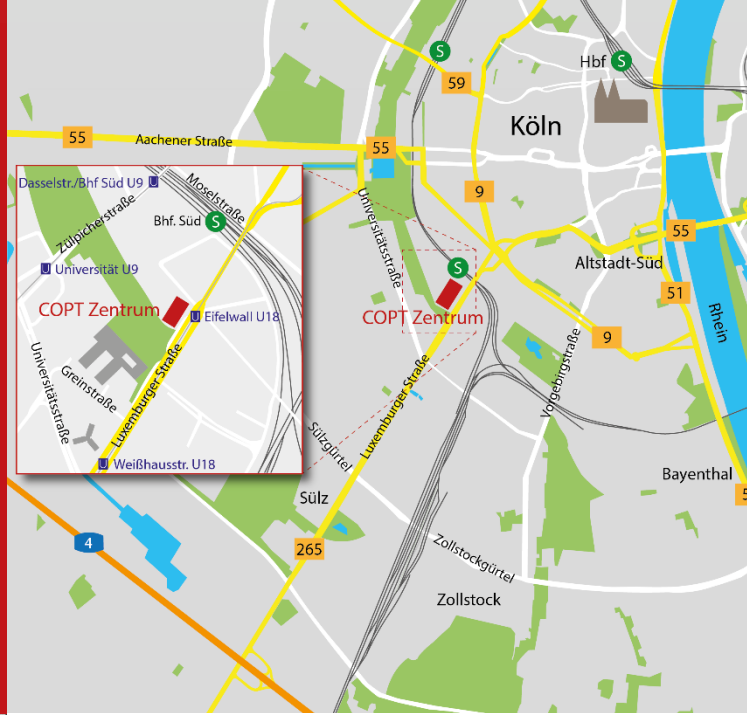 Hbf
S
S
59
Köln
55
Aachener Straße
55
9
Universitätsstraße
55
Altstadt-Süd
51
Rhein
S
COPT Zentrum
9
Vorgebirgstraße
Luxemburger Straße
Sülzgürtel
Bayenthal
5
Sülz
265
Zollstockgürtel
Zollstock
4
Dasselstr./Bhf Süd U9
U
Moselstraße
Zülpicherstraße
Bhf. Süd
S
U
Universität U9
COPT Zentrum
U
Eifelwall U18
Universitätsstraße
Greinstraße
Luxemburger Straße
U
Weißhausstr. U18